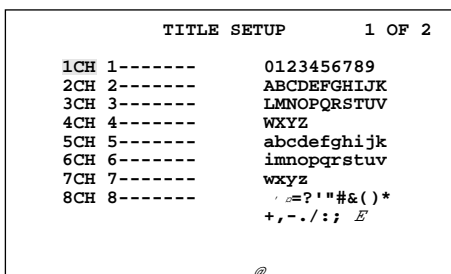 TITLE SETUP 1 OF 2
1CH 1------- 0123456789
2CH 2------- ABCDEFGHIJK
3CH 3------- LMNOPQRSTUV
4CH 4------- WXYZ
5CH 5------- abcdefghijk
6CH 6------- imnopqrstuv
7CH 7------- wxyz
8CH 8------- =?'"#&()*
+,-./:; E
@